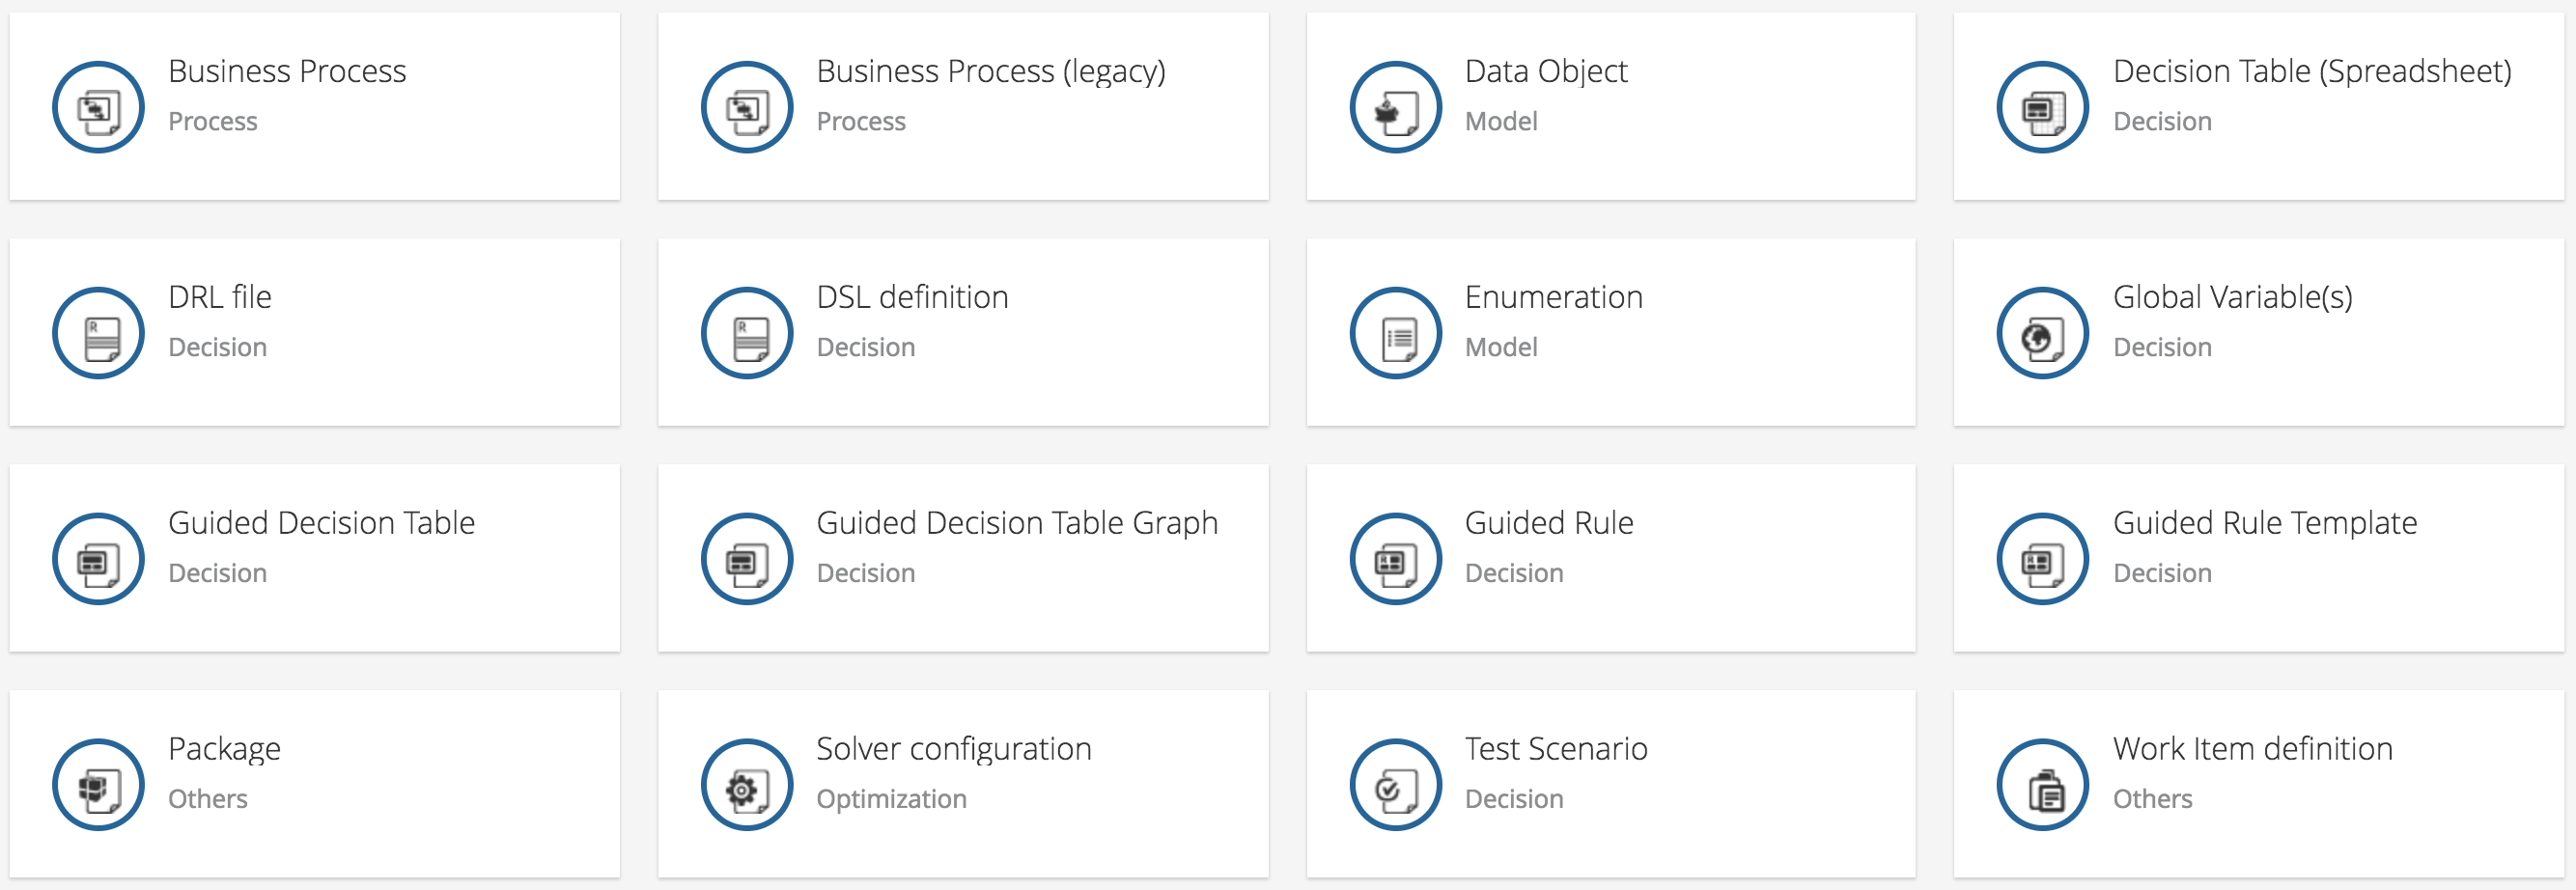 Business Process
Process
Business Process (legacy)
Process
Data Object
Model
Decision Table (Spreadsheet)
Decision
DRL file
Decision
DSL definition
Decision
Enumeration
Model
Global Variable(s)
Decision
Guided Decision Table
Decision
Guided Decision Table Graph
Decision
Guided Rule
Decision
Guided Rule Template
Decision
Package
Others
Solver configuration
Optimization
Test Scenario
Decision
Work Item definition
Others